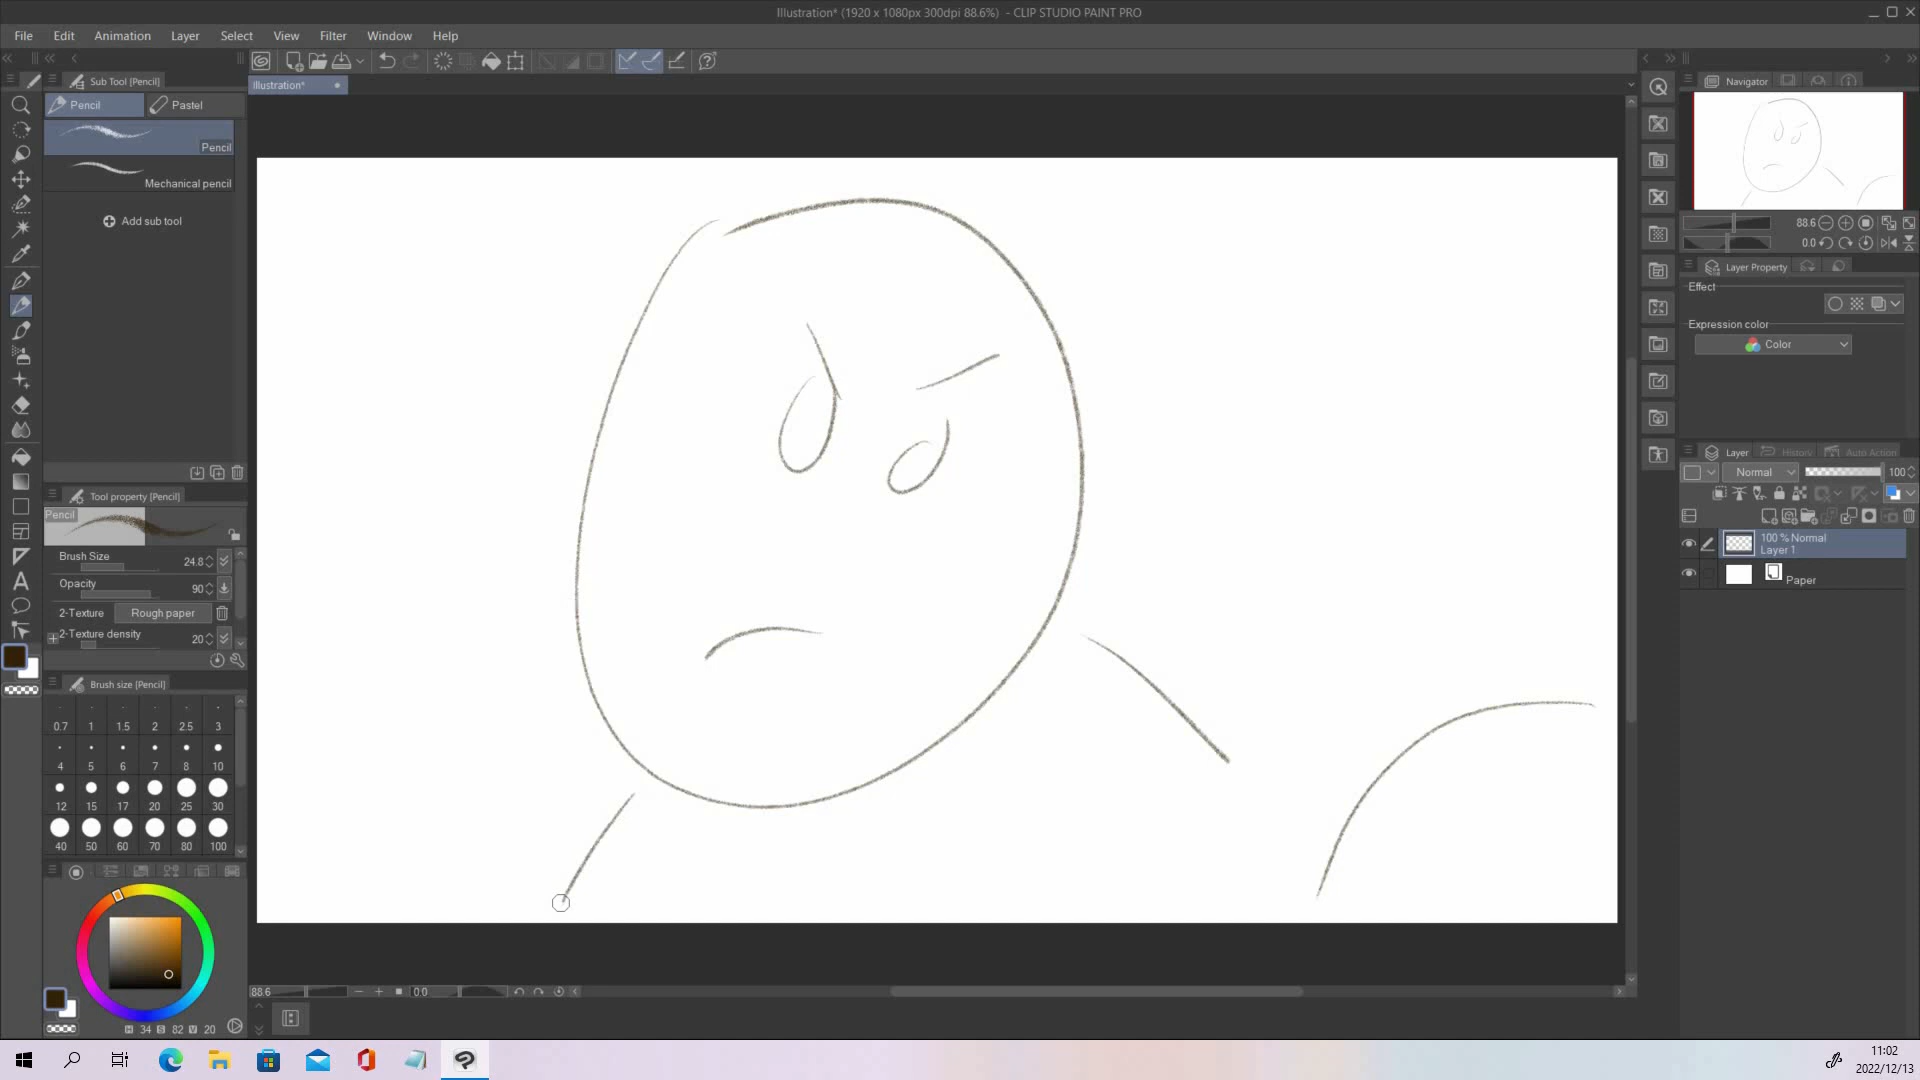 Illustration* (1920 x 1080px 300dpi 88.6%) - CLIP STUDIO PAINT PRO
File Edit Animation Layer Select View Filter Window Help
Sub Tool [Pencil]
Illustration*
Navigator
Pencil Pastel
Pencil
Mechanical pencil
Add sub tool
88.6
0.0
Layer Property
Effect
Expression color
Color
Layer History Auto Action
Normal 100
100 % Normal
Layer 1
Paper
Tool property [Pencil]
Pencil
Brush Size 24.8
Opacity 90
2-Texture Rough paper
2-Texture density 20
Brush size [Pencil]
0.7 1 1.5 2 2.5 3
4 5 6 7 8 10
12 15 17 20 25 30
40 50 60 70 80 100
H 34 S 82 V 20
88.6 0.0
11:02
2022/12/13